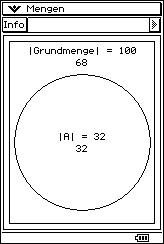 Mengen
Info
|Grundmenge| = 100
68
|A| = 32
32